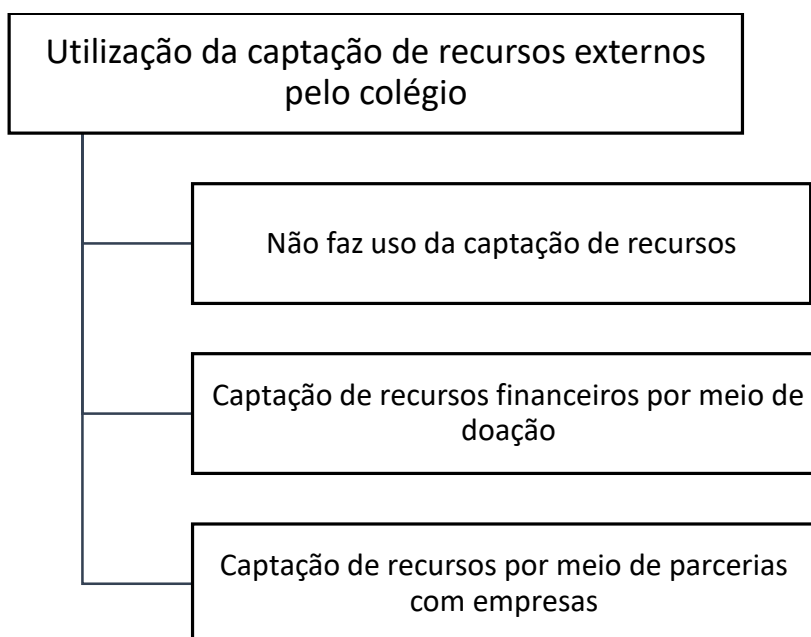 Utilização da captação de recursos externos
pelo colégio
Não faz uso da captação de recursos
Captação de recursos financeiros por meio de
doação
Captação de recursos por meio de parcerias
com empresas